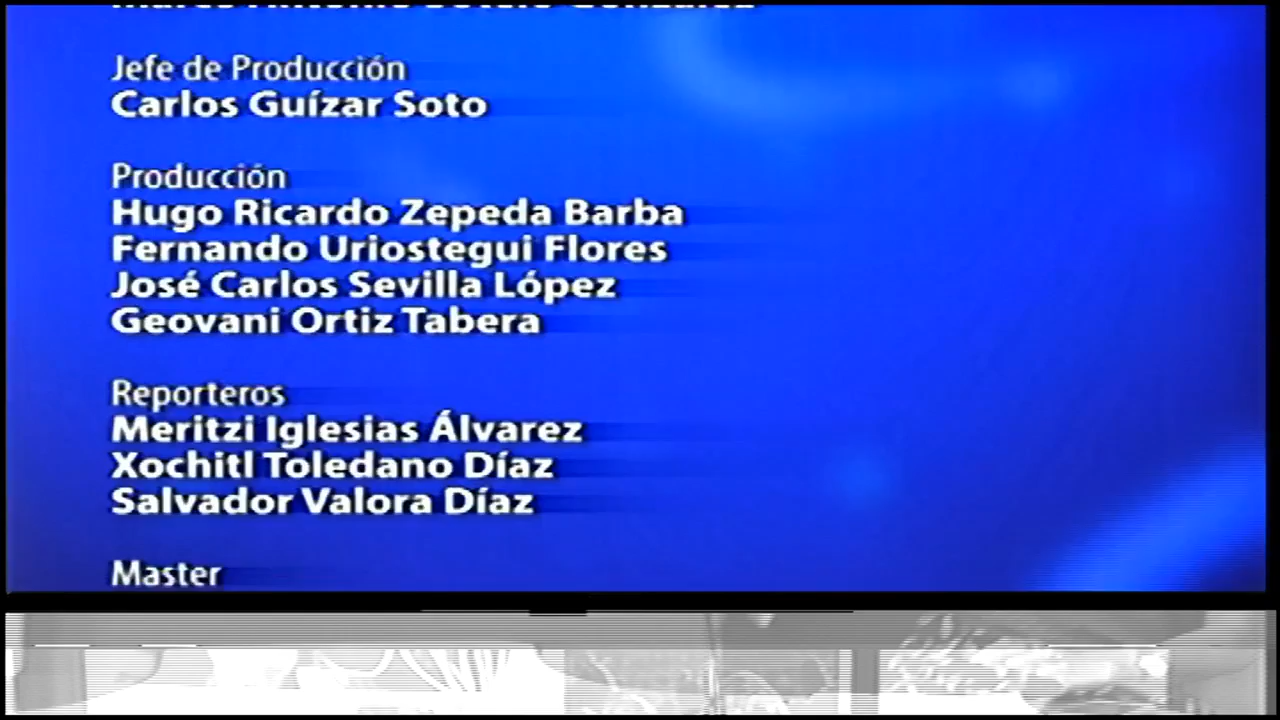 Jefe de Producción
Carlos Guízar Soto
Producción
Hugo Ricardo Zepeda Barba
Fernando Uriostegui Flores
José Carlos Sevilla López
Geovani Ortiz Tabera
Reporteros
Meritzi Iglesias Álvarez
Xochitl Toledano Díaz
Salvador Valora Díaz
Master